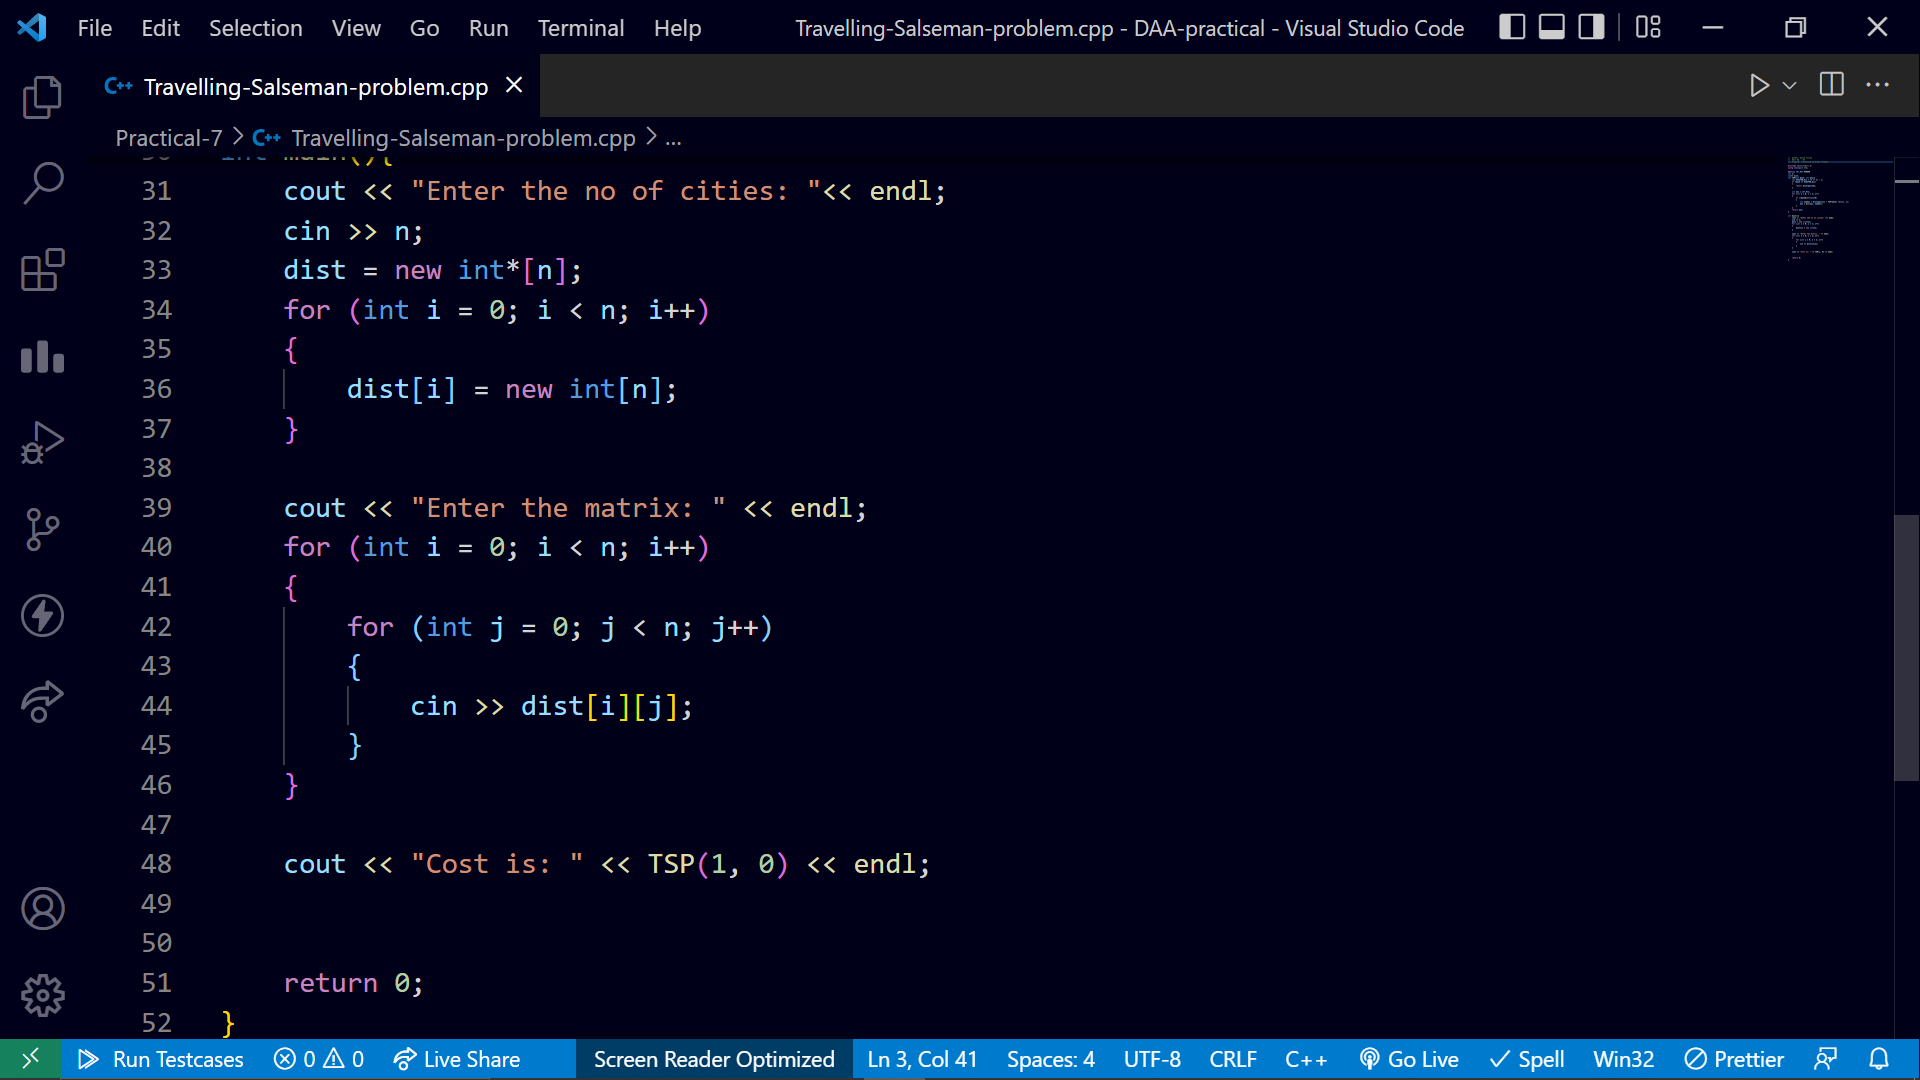 File Edit Selection View Go Run Terminal Help Travelling-Salseman-problem.cpp - DAA-practical - Visual Studio Code
C++ Travelling-Salseman-problem.cpp
Practical-7 > C++ Travelling-Salseman-problem.cpp > ...
30 int main(){
31 cout << "Enter the no of cities: "<< endl;
32 cin >> n;
33 dist = new int*[n];
34 for (int i = 0; i < n; i++)
35 {
36 dist[i] = new int[n];
37 }
38
39 cout << "Enter the matrix: " << endl;
40 for (int i = 0; i < n; i++)
41 {
42 for (int j = 0; j < n; j++)
43 {
44 cin >> dist[i][j];
45 }
46 }
47
48 cout << "Cost is: " << TSP(1, 0) << endl;
49
50
51 return 0;
52 }
Run Testcases 0 0 Live Share Screen Reader Optimized Ln 3, Col 41 Spaces: 4 UTF-8 CRLF C++ Go Live Spell Win32 Prettier